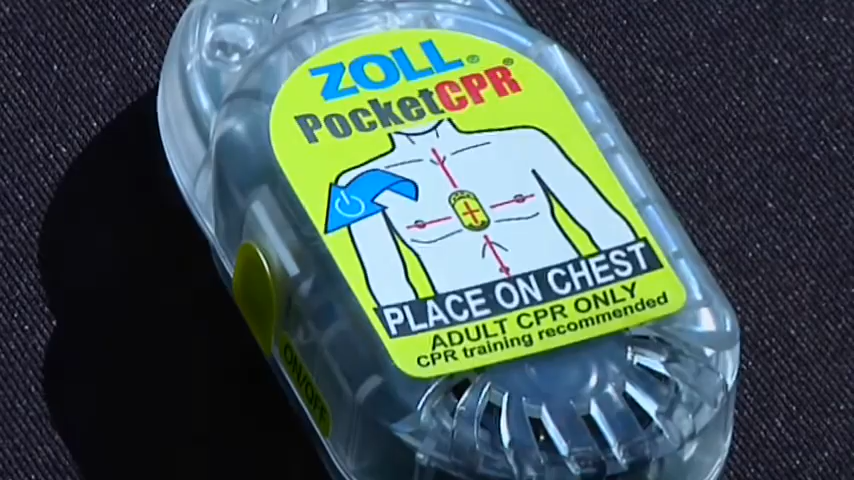 ZOLL®
PocketCPR®
PLACE ON CHEST
ADULT CPR ONLY
CPR training recommended
ON/OFF